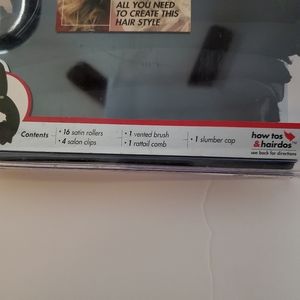 ALL YOU NEED
TO CREATE THIS
HAIR STYLE
Contents
• 16 satin rollers
• 4 salon clips
• 1 vented brush
• 1 rattail comb
• 1 slumber cap
how tos
& hairdos
see back for directions